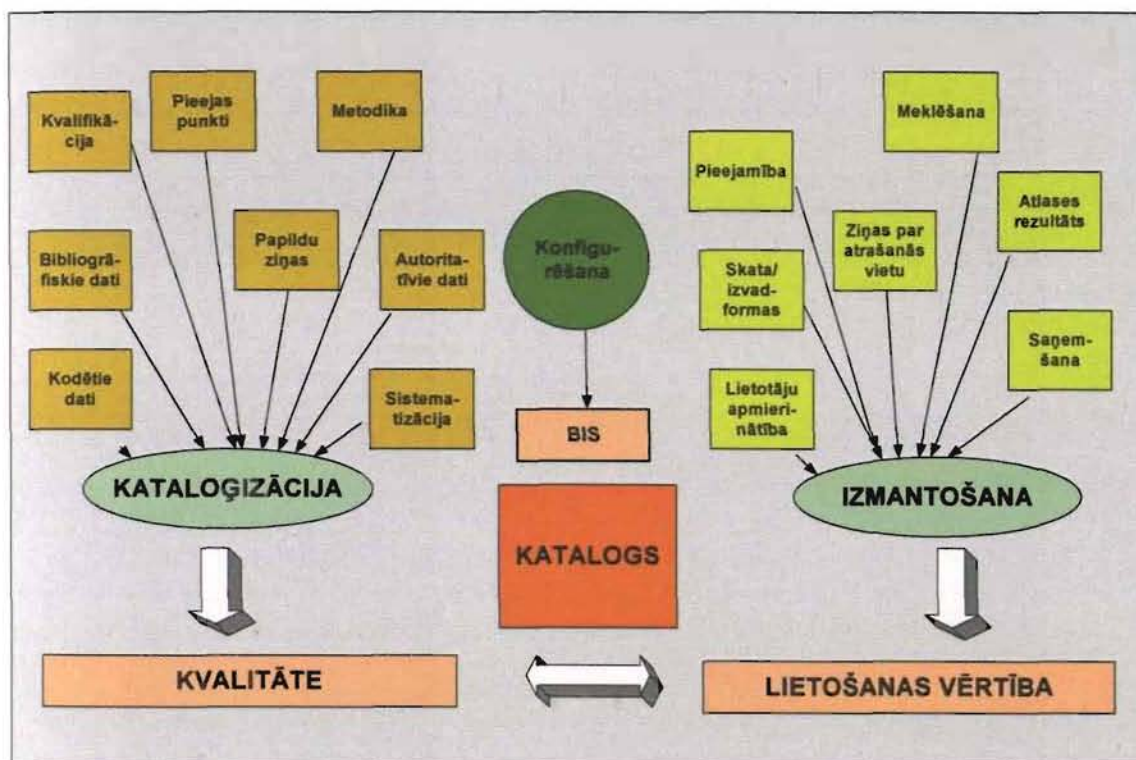 Kvalifikā-
cija
Pieejas
punkti
Metodika
Bibliogrā-
fiskie dati
Papildu
ziņas
Autorita-
tīvie dati
Kodētie
dati
Sistema-
tizācija
KATALOĢIZĀCIJA
KVALITĀTE
Konfigu-
rēšana
BIS
KATALOGS
Meklēšana
Pieejamība
Ziņas par
atrašanās
vietu
Atlases
rezultāts
Skata/
izvad-
formas
Saņem-
šana
Lietotāju
apmieri-
nātība
IZMANTOŠANA
LIETOŠANAS VĒRTĪBA